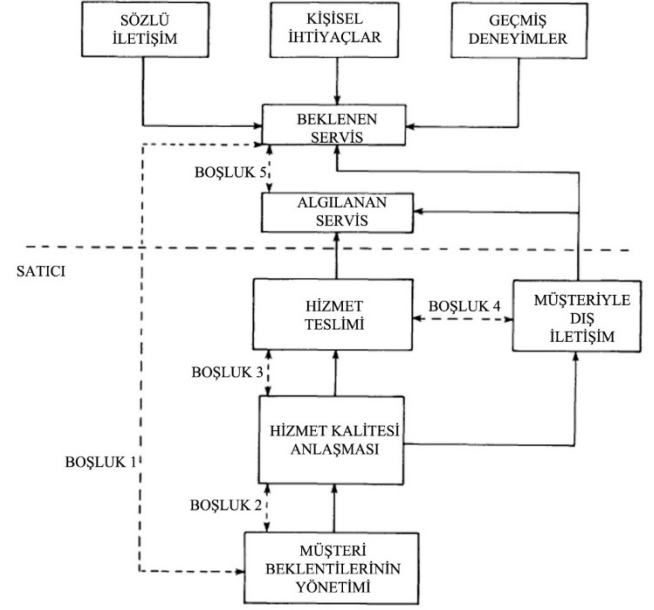 SÖZLÜ
İLETİŞİM
KİŞİSEL
İHTİYAÇLAR
GEÇMİŞ
DENEYİMLER
BEKLENEN
SERVİS
BOŞLUK 5
ALGILANAN
SERVİS
SATICI
HİZMET
TESLİMİ
BOŞLUK 4
MÜŞTERİYLE
DIŞ
İLETİŞİM
BOŞLUK 3
HİZMET KALİTESİ
ANLAŞMASI
BOŞLUK 1
BOŞLUK 2
MÜŞTERİ
BEKLENTİLERİNİN
YÖNETİMİ